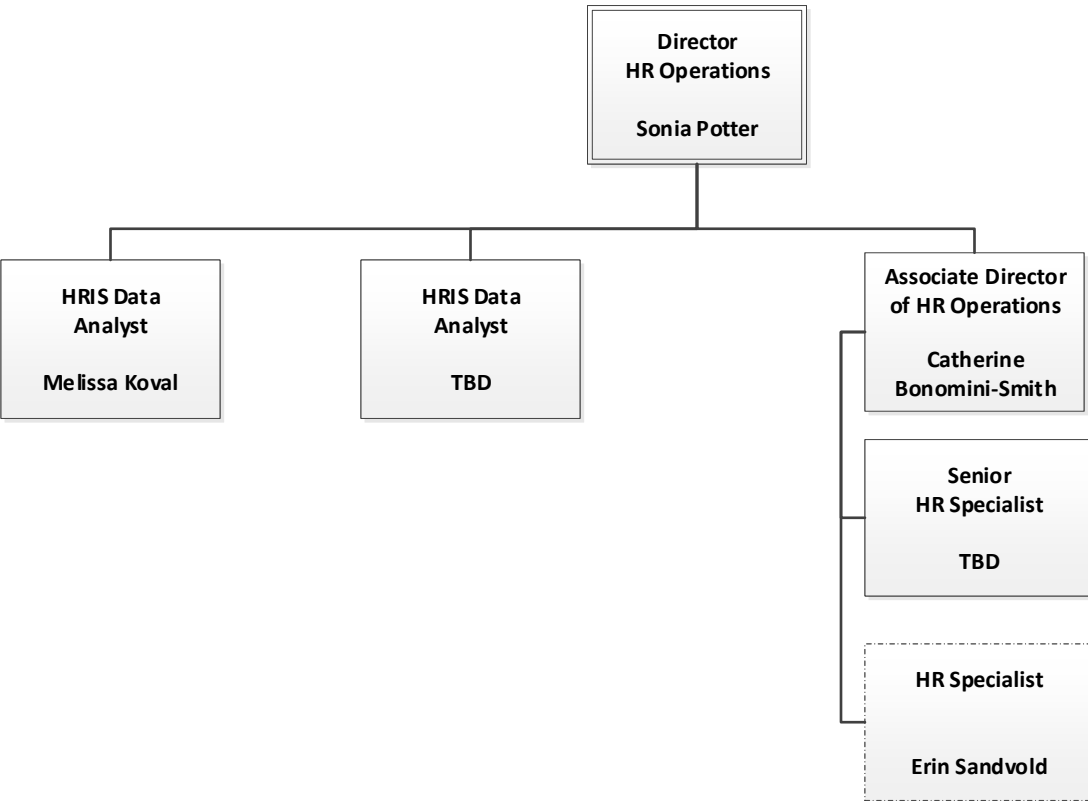 Director
HR Operations
Sonia Potter
HRIS Data
Analyst
Melissa Koval
HRIS Data
Analyst
TBD
Associate Director
of HR Operations
Catherine
Bonomini-Smith
Senior
HR Specialist
TBD
HR Specialist
Erin Sandvold